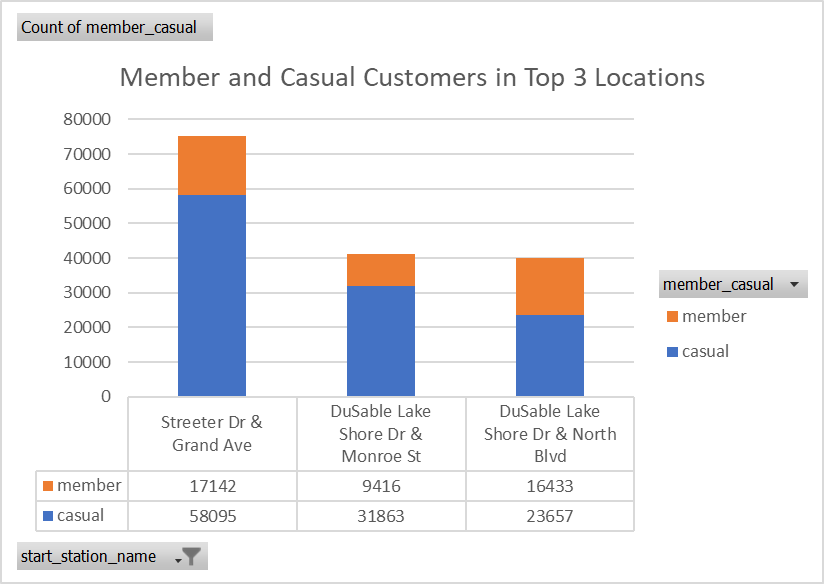 Count of member_casual
Member and Casual Customers in Top 3 Locations
80000
70000
60000
50000
40000
30000
20000
10000
0
member_casual
member
casual
Streeter Dr &
Grand Ave
DuSable Lake
Shore Dr &
Monroe St
DuSable Lake
Shore Dr & North
Blvd
member 17142 9416 16433
casual 58095 31863 23657
start_station_name